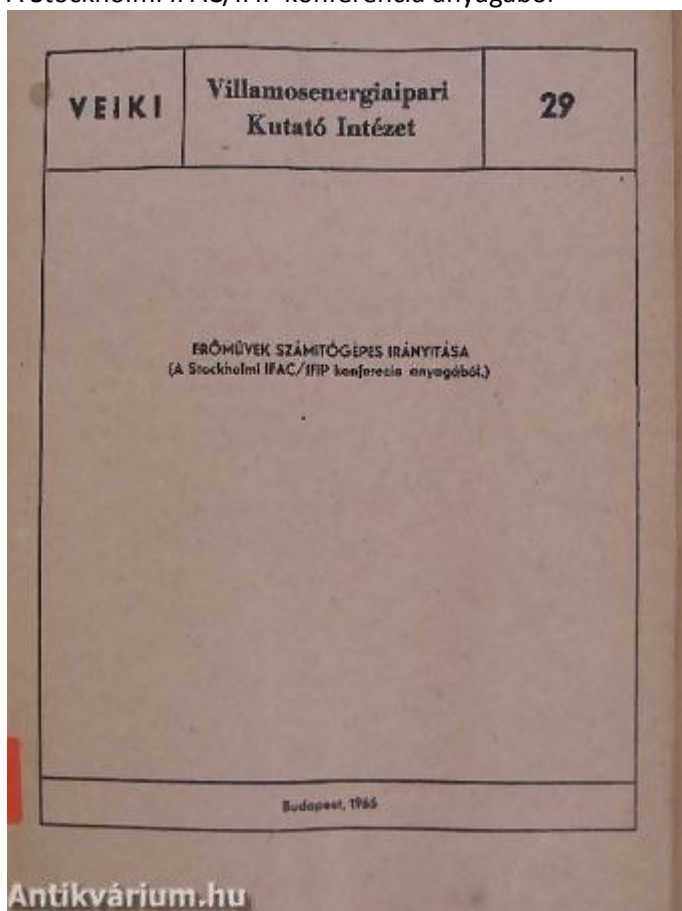 A Stockholmi IFAC/IFIP konferencia anyagából
VEIKI
Villamosenergiaipari
Kutató Intézet
29
ERŐMŰVEK SZÁMITÓGÉPES IRÁNYITÁSA
(A Stockholmi IFAC/IFIP konferecia anyagából.)
Budapest, 1966
Antikvárium.hu